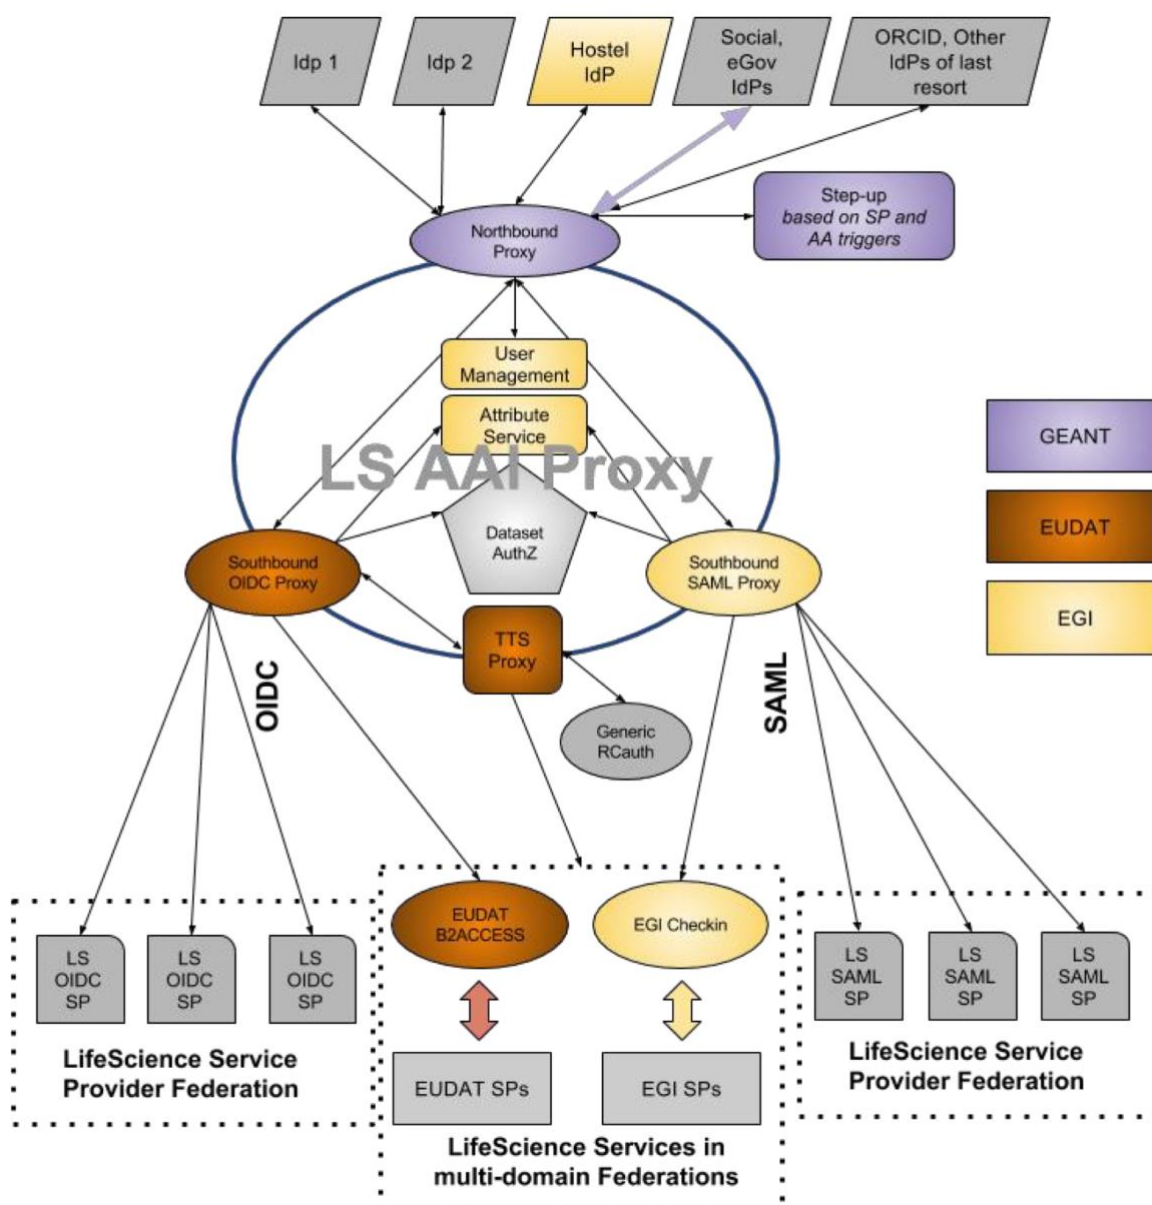 Idp 1
Idp 2
Hostel
IdP
Social,
eGov
IdPs
ORCID, Other
IdPs of last
resort
Northbound
Proxy
Step-up
based on SP and
AA triggers
User
Management
Attribute
Service
LS AAI Proxy
Dataset
AuthZ
GEANT
EUDAT
EGI
Southbound
OIDC Proxy
Southbound
SAML Proxy
TTS
Proxy
OIDC
SAML
Generic
RCauth
EUDAT
B2ACCESS
EGI Checkin
LS
OIDC
SP
LS
OIDC
SP
LS
OIDC
SP
LS
SAML
SP
LS
SAML
SP
LS
SAML
SP
LifeScience Service
Provider Federation
EUDAT SPs
EGI SPs
LifeScience Service
Provider Federation
LifeScience Services in
multi-domain Federations